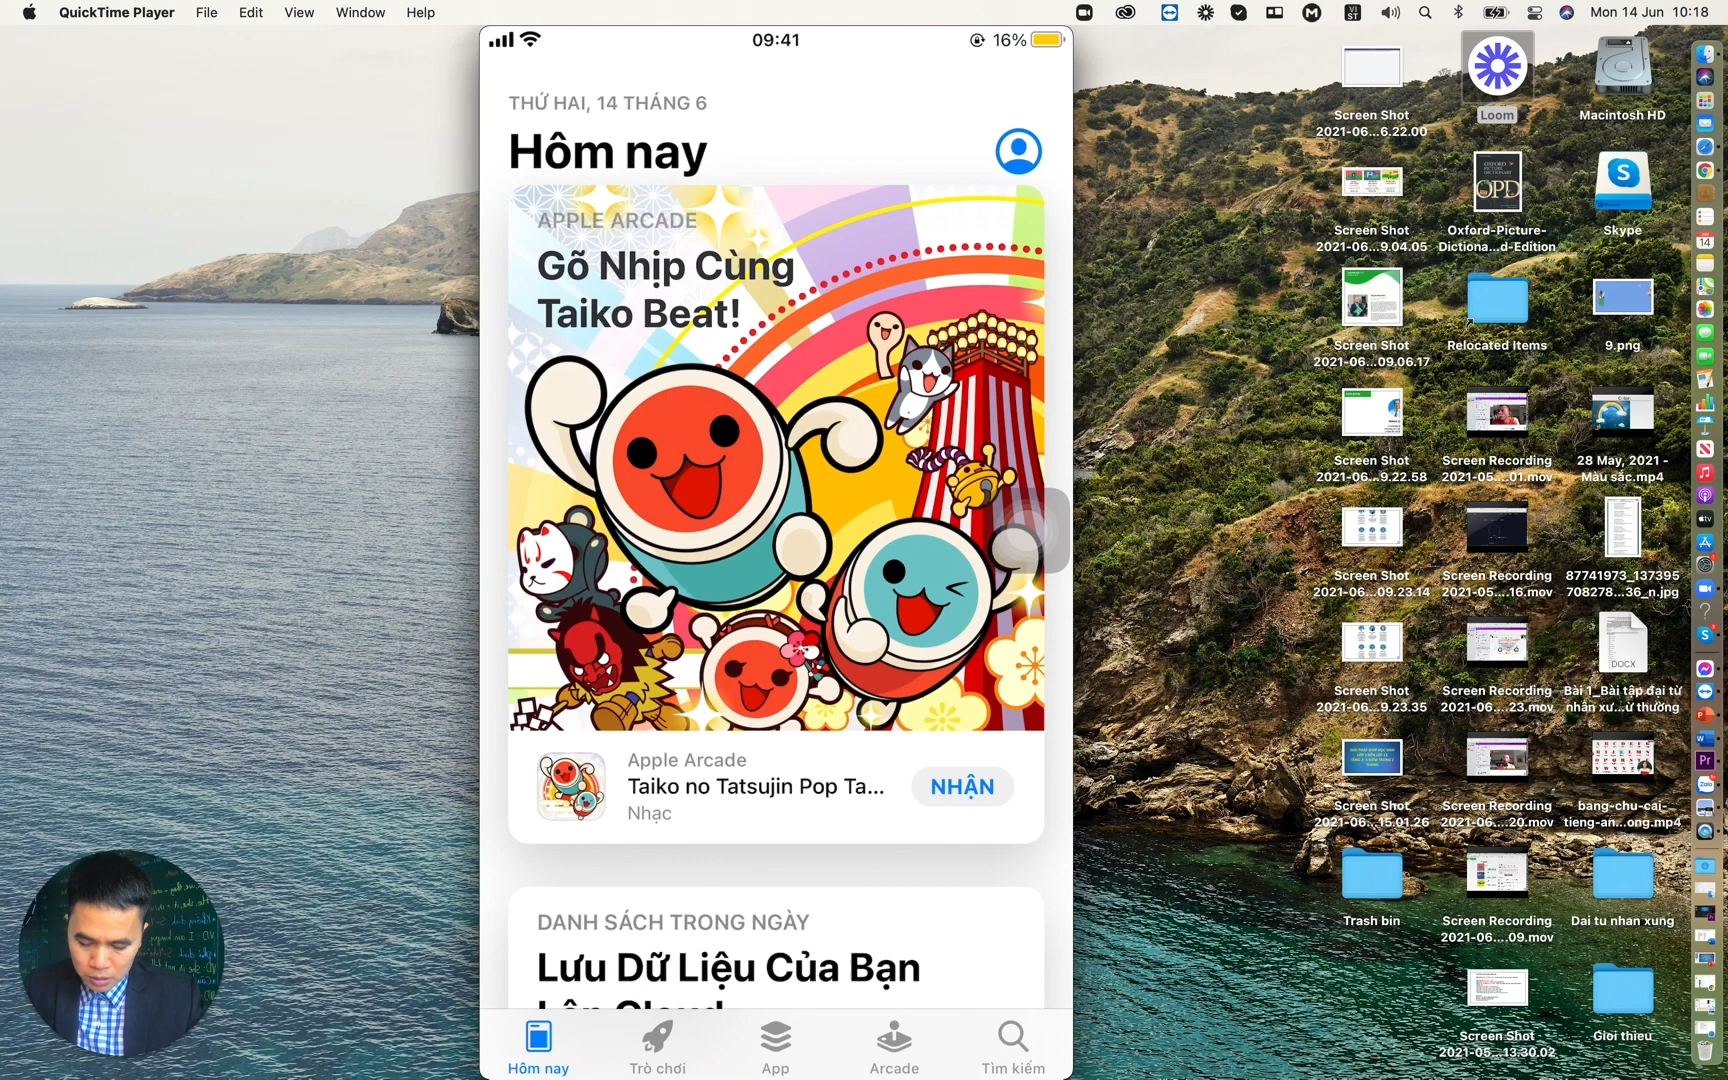 QuickTime Player File Edit View Window Help
Mon 14 Jun 10:18
09:41
16%
THỨ HAI, 14 THÁNG 6
Hôm nay
APPLE ARCADE
Gõ Nhịp Cùng
Taiko Beat!
Apple Arcade
Taiko no Tatsujin Pop Ta...
Nhạc
NHẬN
DANH SÁCH TRONG NGÀY
Lưu Dữ Liệu Của Bạn
Lên Cloud
Hôm nay
Trò chơi
App
Arcade
Tìm kiếm
Screen Shot
2021-06...6.22.00
Loom
Macintosh HD
Screen Shot
2021-06...9.04.05
OXFORD
PICTURE
DICTIONARY
OPD
Oxford-Picture-
Dictiona...d-Edition
Skype
Screen Shot
2021-06...09.06.17
Relocated Items
9.png
Screen Shot
2021-06...9.22.58
Screen Recording
2021-05....01.mov
28 May, 2021 -
Màu sắc.mp4
Screen Shot
2021-06...09.23.14
Screen Recording
2021-05....16.mov
87741973_137395
708278...36_n.jpg
Screen Shot
2021-06...9.23.35
Screen Recording
2021-06....23.mov
DOCX
Bài 1_Bài tập đại từ
nhân xư...ừ thường
Screen Shot
2021-06...15.01.26
Screen Recording
2021-06....20.mov
bang-chu-cai-
tieng-an...ong.mp4
Trash bin
Screen Recording
2021-06....09.mov
Dai tu nhan xung
Screen Shot
2021-05...13.30.02
Gioi thieu